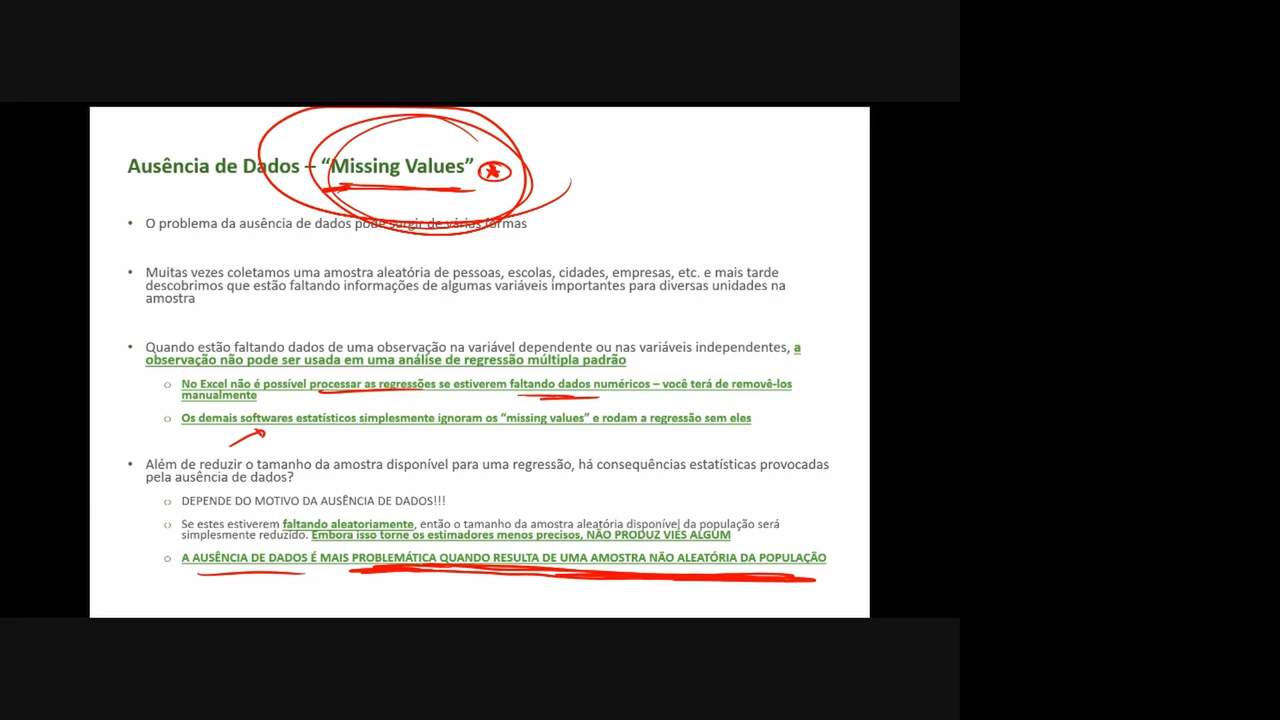 Ausência de Dados – “Missing Values”
• O problema da ausência de dados pode surgir de várias formas
• Muitas vezes coletamos uma amostra aleatória de pessoas, escolas, cidades, empresas, etc. e mais tarde
descobrimos que estão faltando informações de algumas variáveis importantes para diversas unidades na
amostra
• Quando estão faltando dados de uma observação na variável dependente ou nas variáveis independentes, a
observação não pode ser usada em uma análise de regressão múltipla padrão
No Excel não é possível processar as regressões se estiverem faltando dados numéricos – você terá de removê-los
manualmente
Os demais softwares estatísticos simplesmente ignoram os “missing values” e rodam a regressão sem eles
• Além de reduzir o tamanho da amostra disponível para uma regressão, há consequências estatísticas provocadas
pela ausência de dados?
DEPENDE DO MOTIVO DA AUSÊNCIA DE DADOS!!!
Se estes estiverem faltando aleatoriamente, então o tamanho da amostra aleatória disponível da população será
simplesmente reduzido. Embora isso torne os estimadores menos precisos, NÃO PRODUZ VIÉS ALGUM
A AUSÊNCIA DE DADOS É MAIS PROBLEMÁTICA QUANDO RESULTA DE UMA AMOSTRA NÃO ALEATÓRIA DA POPULAÇÃO